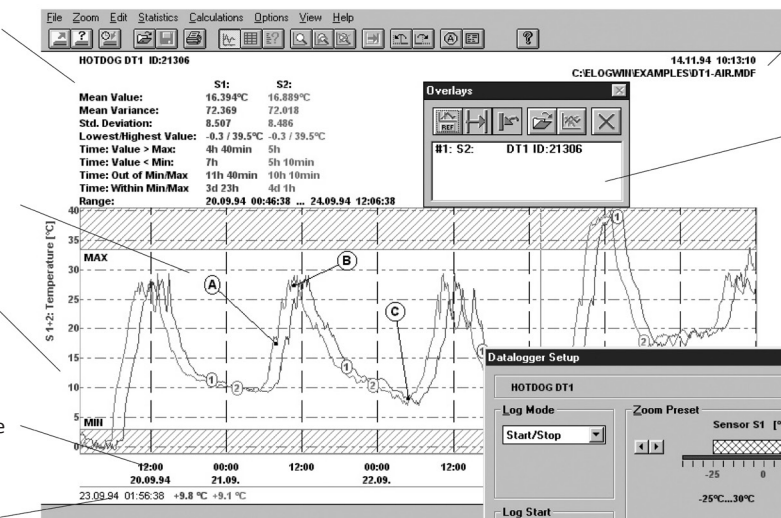 File Zoom Edit Statistics Calculations Options View Help
HOTDOG DT1 ID:21306
14.11.94 10:13:10
C:\ELOGWIN\EXAMPLES\DT1-AIR.MDF
S1: S2:
Mean Value: 16.394°C 16.889°C
Mean Variance: 72.369 72.018
Std. Deviation: 8.507 8.486
Lowest/Highest Value: -0.3 / 39.5°C -0.3 / 39.5°C
Time: Value > Max: 4h 40min 5h
Time: Value < Min: 7h 5h 10min
Time: Out of Min/Max 11h 40min 10h 10min
Time: Within Min/Max 3d 23h 4d 1h
Range: 20.09.94 00:46:38 ... 24.09.94 12:06:38
Overlays
REF
#1: S2: DT1 ID:21306
S 1+2: Temperature [°C]
40
35
30
25
20
15
10
5
0
MAX
MIN
A
B
C
1
2
1
2
1
1
2
12:00 00:00 12:00 00:00 12:00
20.09.94 21.09. 22.09.
23.09.94 01:56:38 +9.8 °C +9.1 °C
Datalogger Setup
HOTDOG DT1
Log Mode
Start/Stop
Log Start
Zoom Preset
Sensor S1 [°
-25 0
-25°C...30°C
e